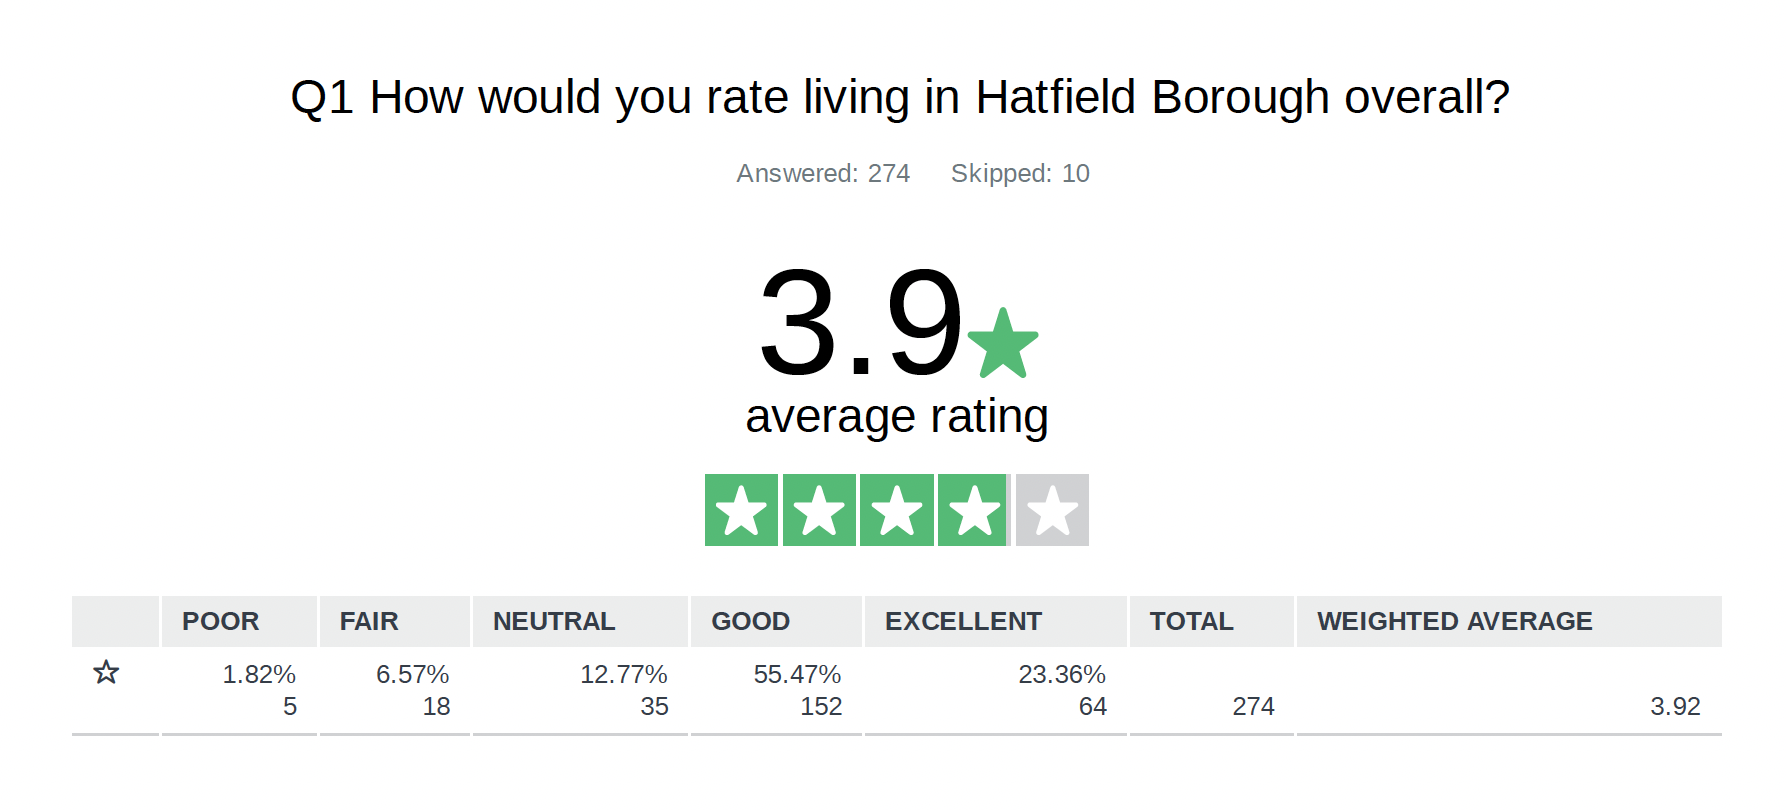 Q1 How would you rate living in Hatfield Borough overall?
Answered: 274 Skipped: 10
3.9
average rating
POOR FAIR NEUTRAL GOOD EXCELLENT TOTAL WEIGHTED AVERAGE
1.82% 6.57% 12.77% 55.47% 23.36%
5 18 35 152 64 274 3.92